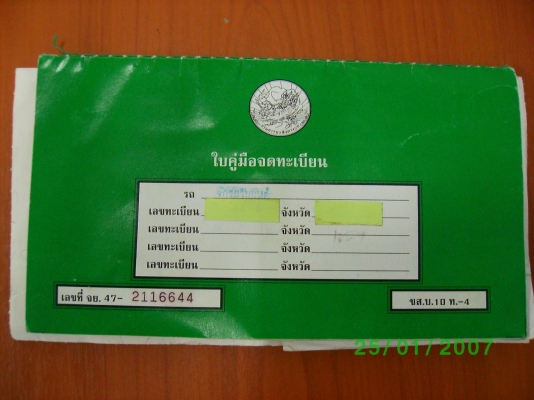 ใบคู่มือจดทะเบียน
รถ
เลขทะเบียน จังหวัด
เลขทะเบียน จังหวัด
เลขทะเบียน จังหวัด
เลขทะเบียน จังหวัด
เลขที่ จย. 47- 2116644
ขส.บ.10 ท.-4
25/01/2007